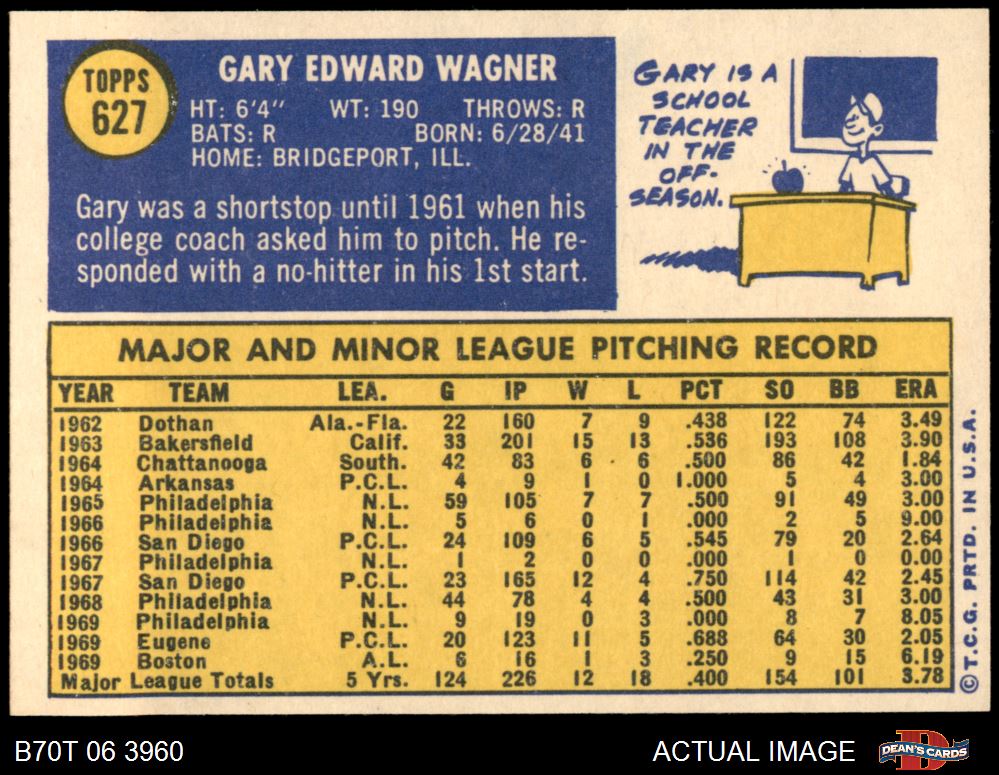 TOPPS
627
GARY EDWARD WAGNER
HT: 6'4" WT: 190 THROWS: R
BATS: R BORN: 6/28/41
HOME: BRIDGEPORT, ILL.
Gary was a shortstop until 1961 when his
college coach asked him to pitch. He re-
sponded with a no-hitter in his 1st start.
GARY IS A
SCHOOL
TEACHER
IN THE
OFF-
SEASON.
MAJOR AND MINOR LEAGUE PITCHING RECORD
YEAR TEAM LEA. G IP W L PCT SO BB ERA
1962 Dothan Ala.-Fla. 22 160 7 9 .438 122 74 3.49
1963 Bakersfield Calif. 33 201 15 13 .536 193 108 3.90
1964 Chattanooga South. 42 83 6 6 .500 86 42 1.84
1964 Arkansas P.C.L. 4 9 1 0 1.000 5 4 3.00
1965 Philadelphia N.L. 59 105 7 7 .500 91 49 3.00
1966 Philadelphia N.L. 5 6 0 1 .000 2 5 9.00
1966 San Diego P.C.L. 24 109 6 5 .545 79 20 2.64
1967 Philadelphia N.L. 1 2 0 0 .000 1 0 0.00
1967 San Diego P.C.L. 23 165 12 4 .750 114 42 2.45
1968 Philadelphia N.L. 44 78 4 4 .500 43 31 3.00
1969 Philadelphia N.L. 9 19 0 3 .000 8 7 8.05
1969 Eugene P.C.L. 20 123 11 5 .688 64 30 2.05
1969 Boston A.L. 6 16 1 3 .250 9 15 6.19
Major League Totals 5 Yrs. 124 226 12 18 .400 154 101 3.78
© T.C.G. PRTD. IN U.S.A.
B70T 06 3960
ACTUAL IMAGE
D
DEAN'S CARDS